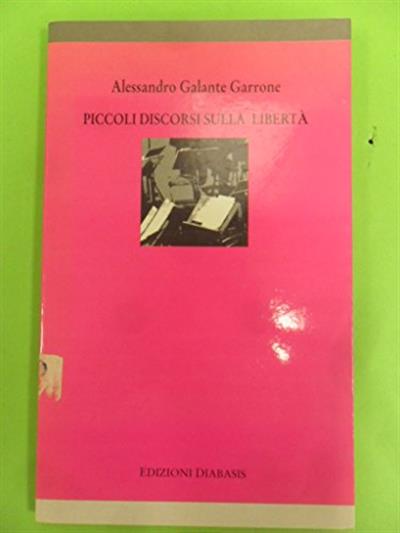 Alessandro Galante Garrone
PICCOLI DISCORSI SULLA LIBERTÀ
EDIZIONI DIABASIS